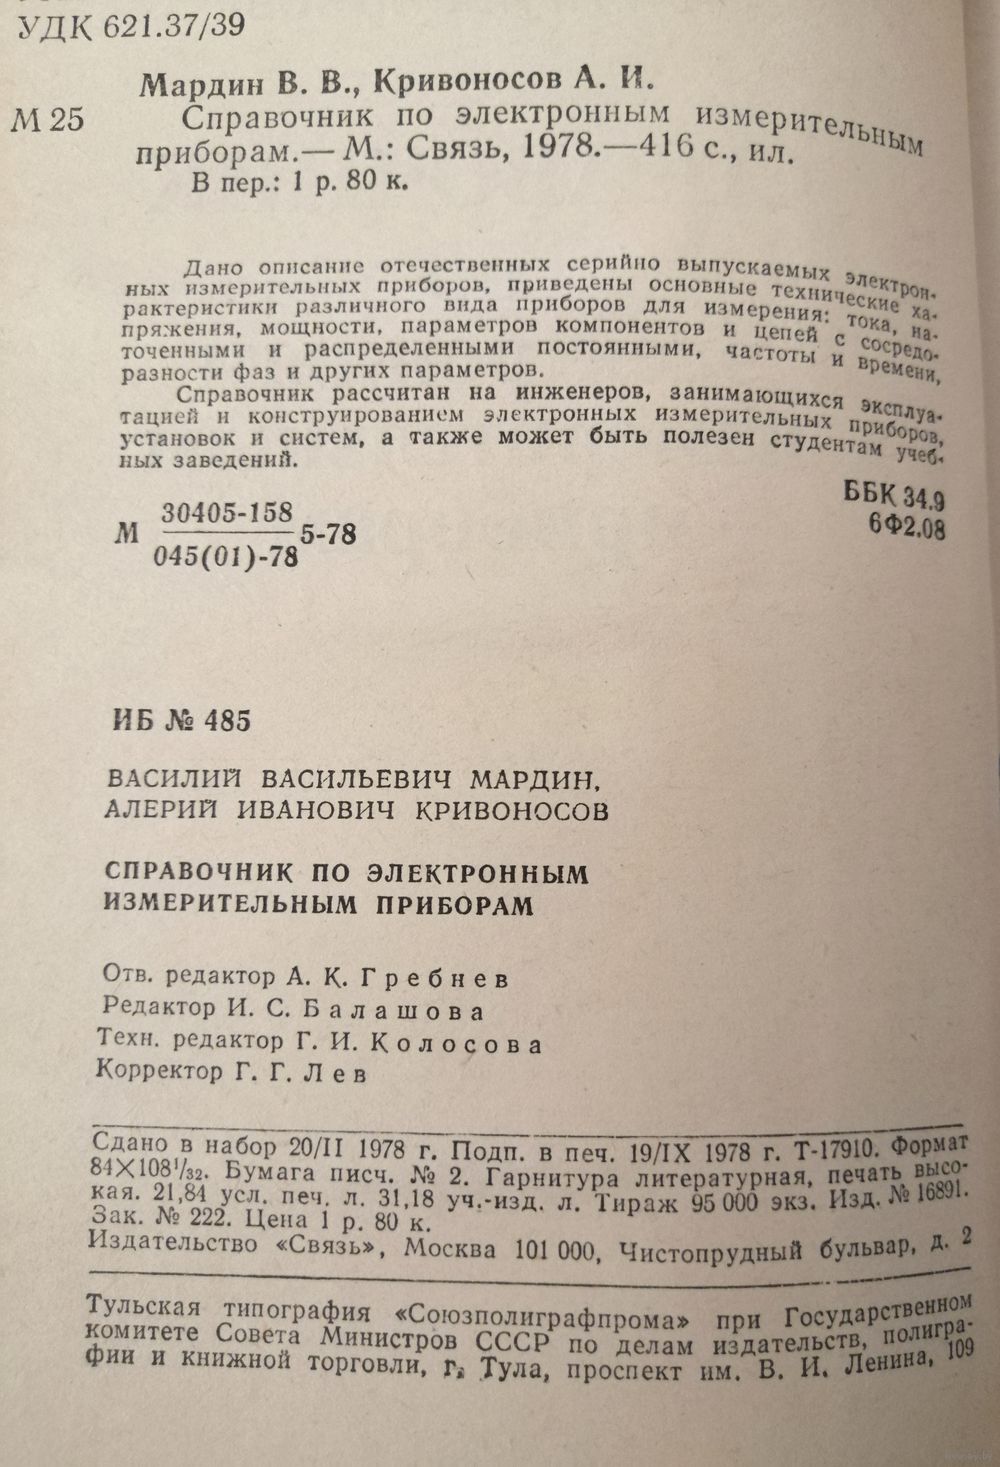 УДК 621.37/39
Мардин В. В., Кривоносов А. И.
М 25 Справочник по электронным измерительным
приборам.— М.: Связь, 1978.—416 с., ил.
В пер.: 1 р. 80 к.
Дано описание отечественных серийно выпускаемых электрон-
ных измерительных приборов, приведены основные технические ха-
рактеристики различного вида приборов для измерения: тока, на-
пряжения, мощности, параметров компонентов и цепей с сосредо-
точенными и распределенными постоянными, частоты и времени,
разности фаз и других параметров.
Справочник рассчитан на инженеров, занимающихся эксплуа-
тацией и конструированием электронных измерительных приборов,
установок и систем, а также может быть полезен студентам учеб-
ных заведений.
М 30405-158
045(01)-78 5-78
ББК 34.9
6Ф2.08
ИБ № 485
ВАСИЛИЙ ВАСИЛЬЕВИЧ МАРДИН,
АЛЕРИЙ ИВАНОВИЧ КРИВОНОСОВ
СПРАВОЧНИК ПО ЭЛЕКТРОННЫМ
ИЗМЕРИТЕЛЬНЫМ ПРИБОРАМ
Отв. редактор А. К. Гребнев
Редактор И. С. Балашова
Техн. редактор Г. И. Колосова
Корректор Г. Г. Лев
Сдано в набор 20/II 1978 г. Подп. в печ. 19/IX 1978 г. Т-17910. Формат
84×108¹/₃₂. Бумага писч. № 2. Гарнитура литературная, печать высо-
кая. 21,84 усл. печ. л. 31,18 уч.-изд. л. Тираж 95 000 экз. Изд. № 16891.
Зак. № 222. Цена 1 р. 80 к.
Издательство «Связь», Москва 101 000, Чистопрудный бульвар, д. 2
Тульская типография «Союзполиграфпрома» при Государственном
комитете Совета Министров СССР по делам издательств, полигра-
фии и книжной торговли, г. Тула, проспект им. В. И. Ленина, 109